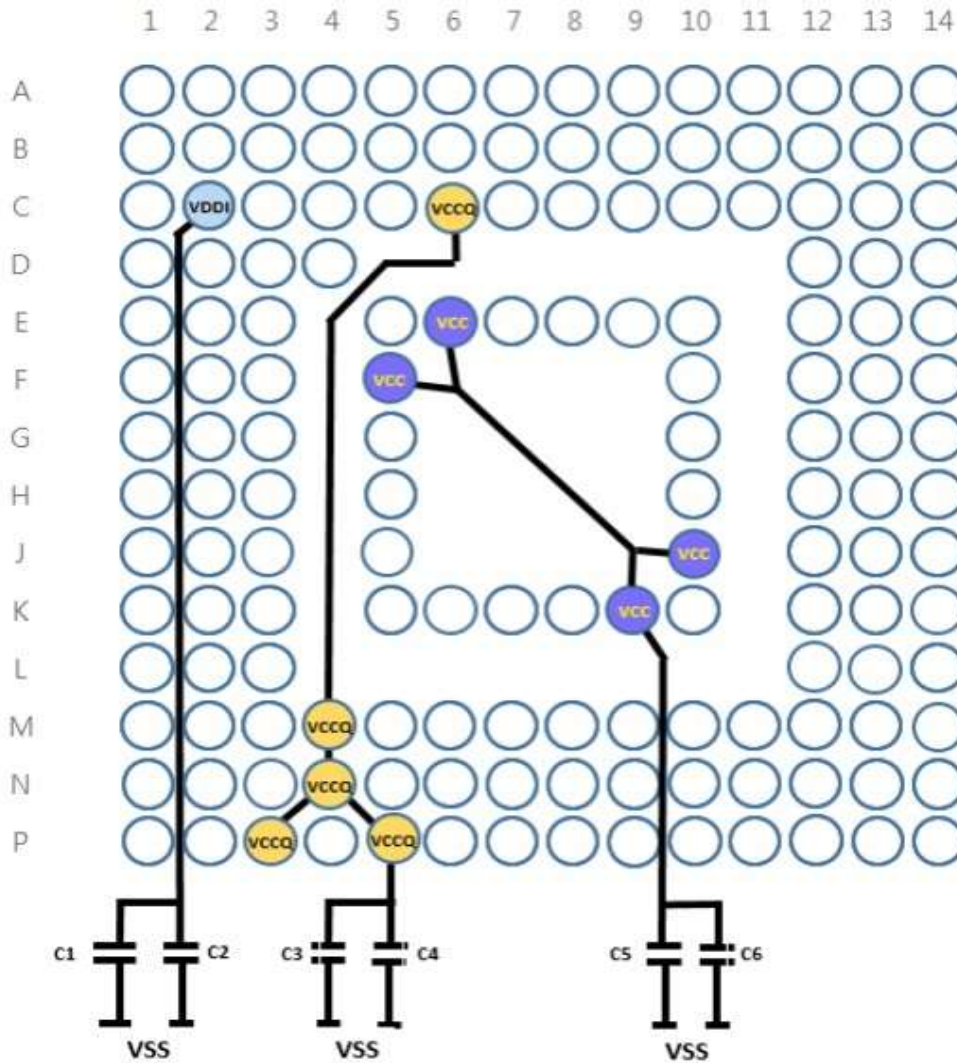 1 2 3 4 5 6 7 8 9 10 11 12 13 14
A
B
C VDDI VCCQ
D
E VCC
F VCC
G
H
J VCC
K VCC
L
M VCCQ
N VCCQ
P VCCQ VCCQ
C1 C2 C3 C4 C5 C6
VSS VSS VSS